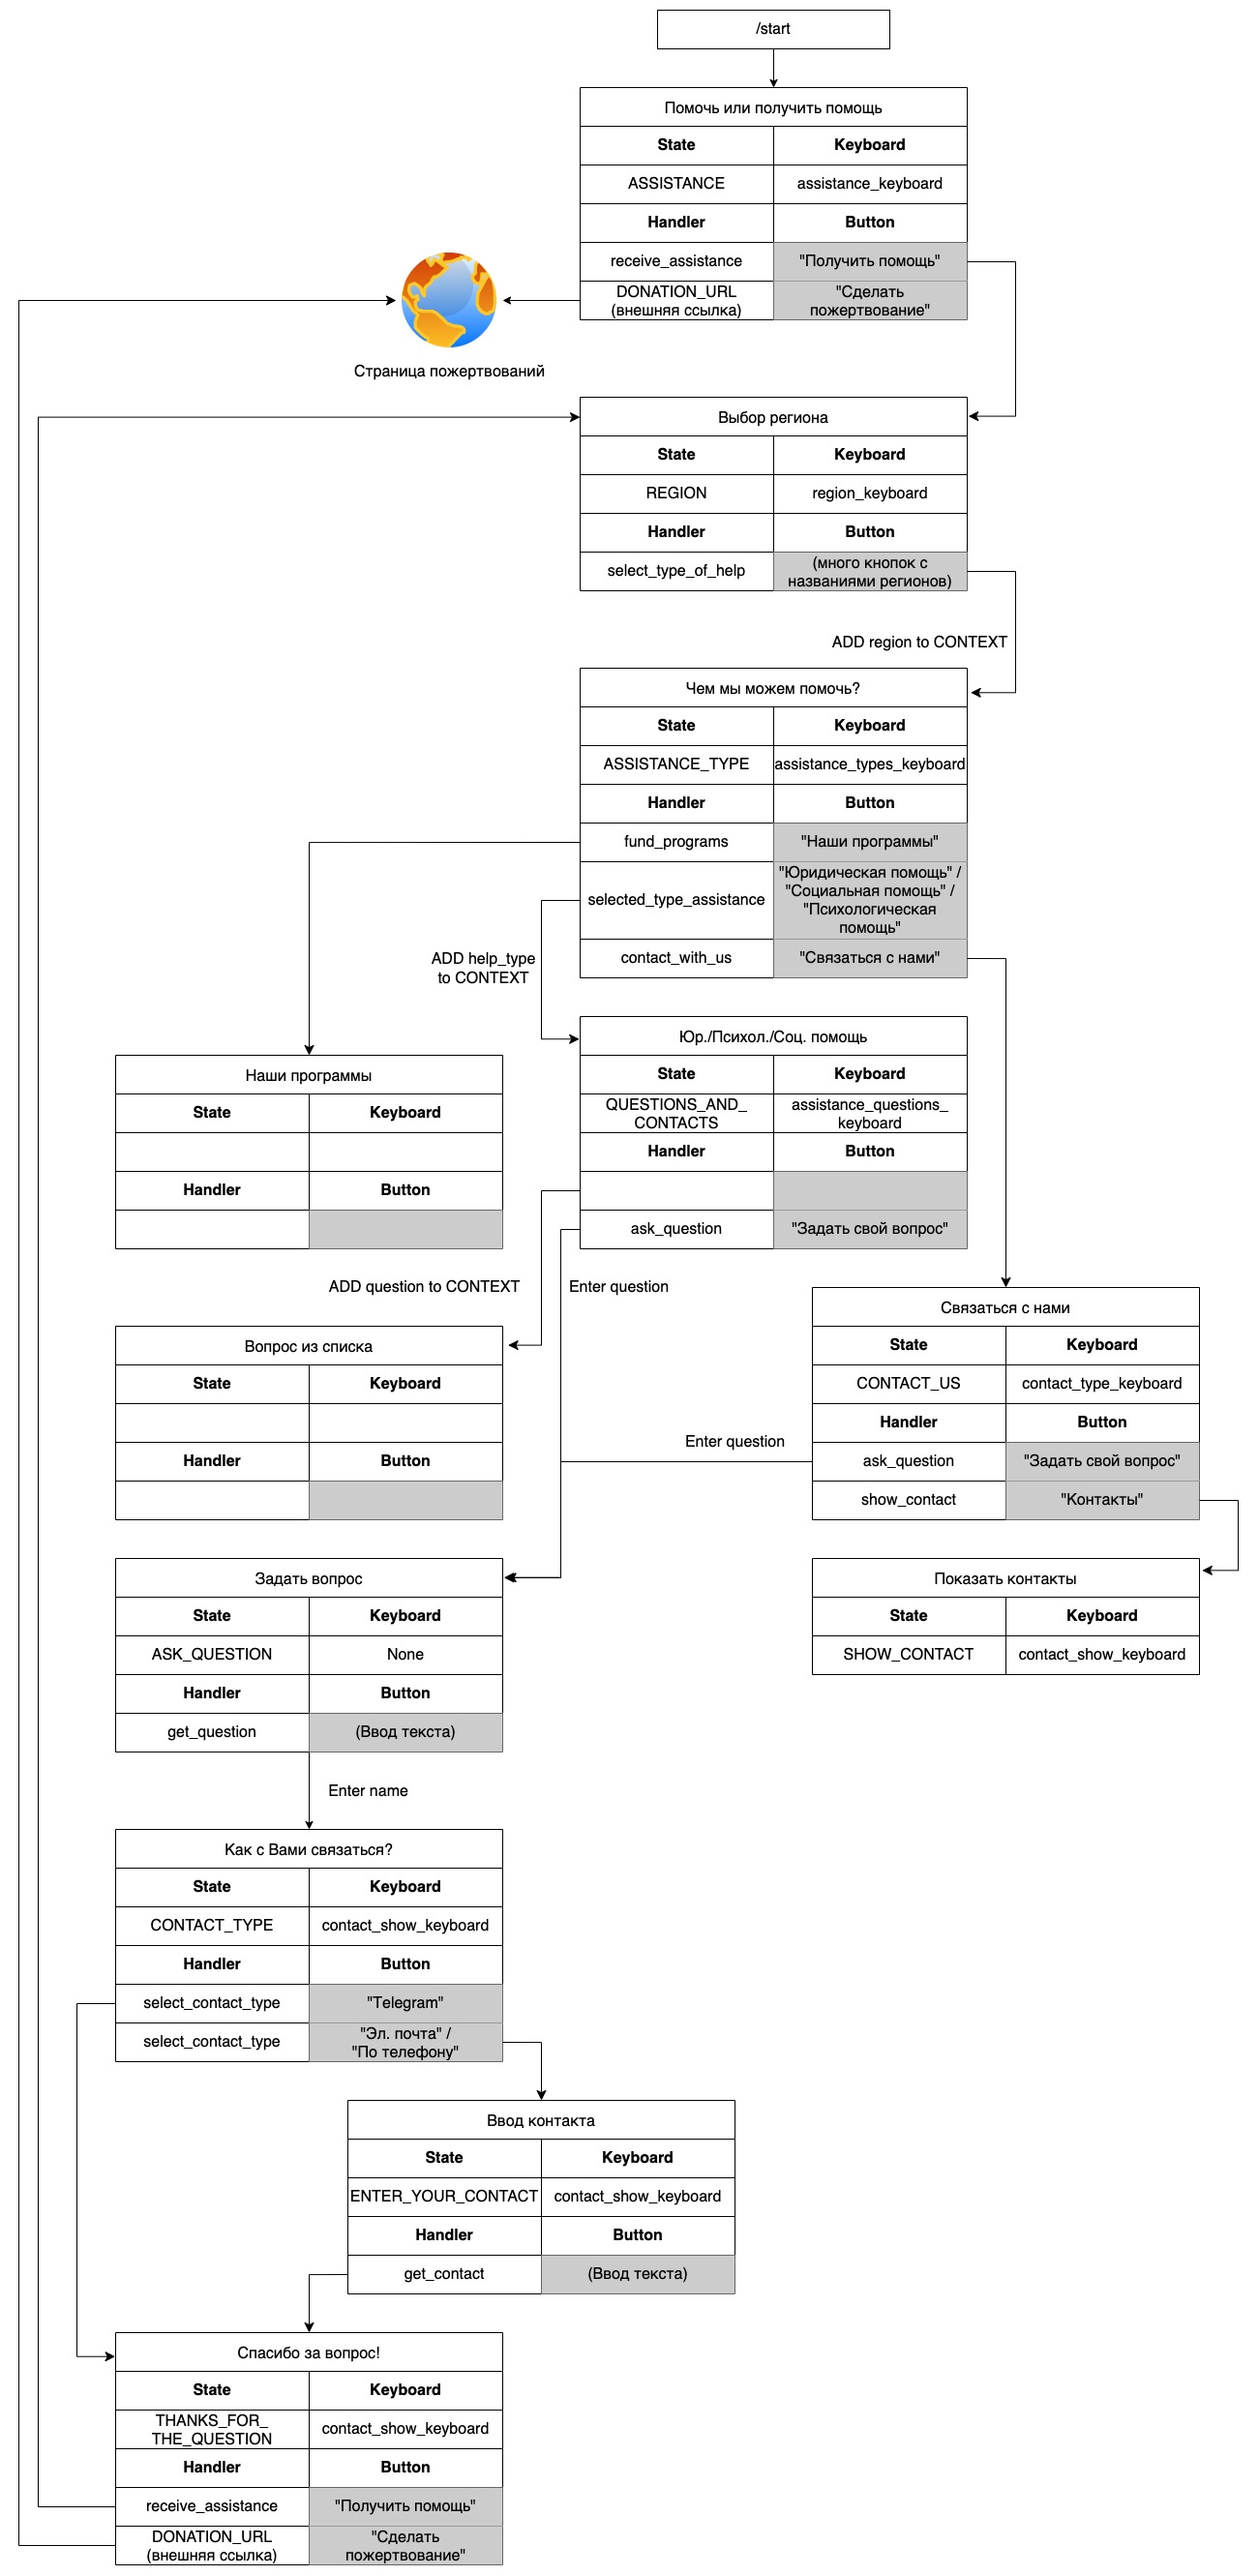 /start
Помочь или получить помощь
State
Keyboard
ASSISTANCE
assistance_keyboard
Handler
Button
receive_assistance
"Получить помощь"
DONATION_URL
(внешняя ссылка)
"Сделать
пожертвование"
Страница пожертвований
Выбор региона
State
Keyboard
REGION
region_keyboard
Handler
Button
select_type_of_help
(много кнопок с
названиями регионов)
ADD region to CONTEXT
Чем мы можем помочь?
State
Keyboard
ASSISTANCE_TYPE
assistance_types_keyboard
Handler
Button
fund_programs
"Наши программы"
selected_type_assistance
"Юридическая помощь" /
"Социальная помощь" /
"Психологическая
помощь"
contact_with_us
"Связаться с нами"
ADD help_type
to CONTEXT
Юр./Психол./Соц. помощь
State
Keyboard
QUESTIONS_AND_
CONTACTS
assistance_questions_
keyboard
Handler
Button
ask_question
"Задать свой вопрос"
Наши программы
State
Keyboard
Handler
Button
ADD question to CONTEXT
Enter question
Вопрос из списка
State
Keyboard
Handler
Button
Связаться с нами
State
Keyboard
CONTACT_US
contact_type_keyboard
Handler
Button
ask_question
"Задать свой вопрос"
show_contact
"Контакты"
Enter question
Задать вопрос
State
Keyboard
ASK_QUESTION
None
Handler
Button
get_question
(Ввод текста)
Показать контакты
State
Keyboard
SHOW_CONTACT
contact_show_keyboard
Enter name
Как с Вами связаться?
State
Keyboard
CONTACT_TYPE
contact_show_keyboard
Handler
Button
select_contact_type
"Telegram"
select_contact_type
"Эл. почта" /
"По телефону"
Ввод контакта
State
Keyboard
ENTER_YOUR_CONTACT
contact_show_keyboard
Handler
Button
get_contact
(Ввод текста)
Спасибо за вопрос!
State
Keyboard
THANKS_FOR_
THE_QUESTION
contact_show_keyboard
Handler
Button
receive_assistance
"Получить помощь"
DONATION_URL
(внешняя ссылка)
"Сделать
пожертвование"